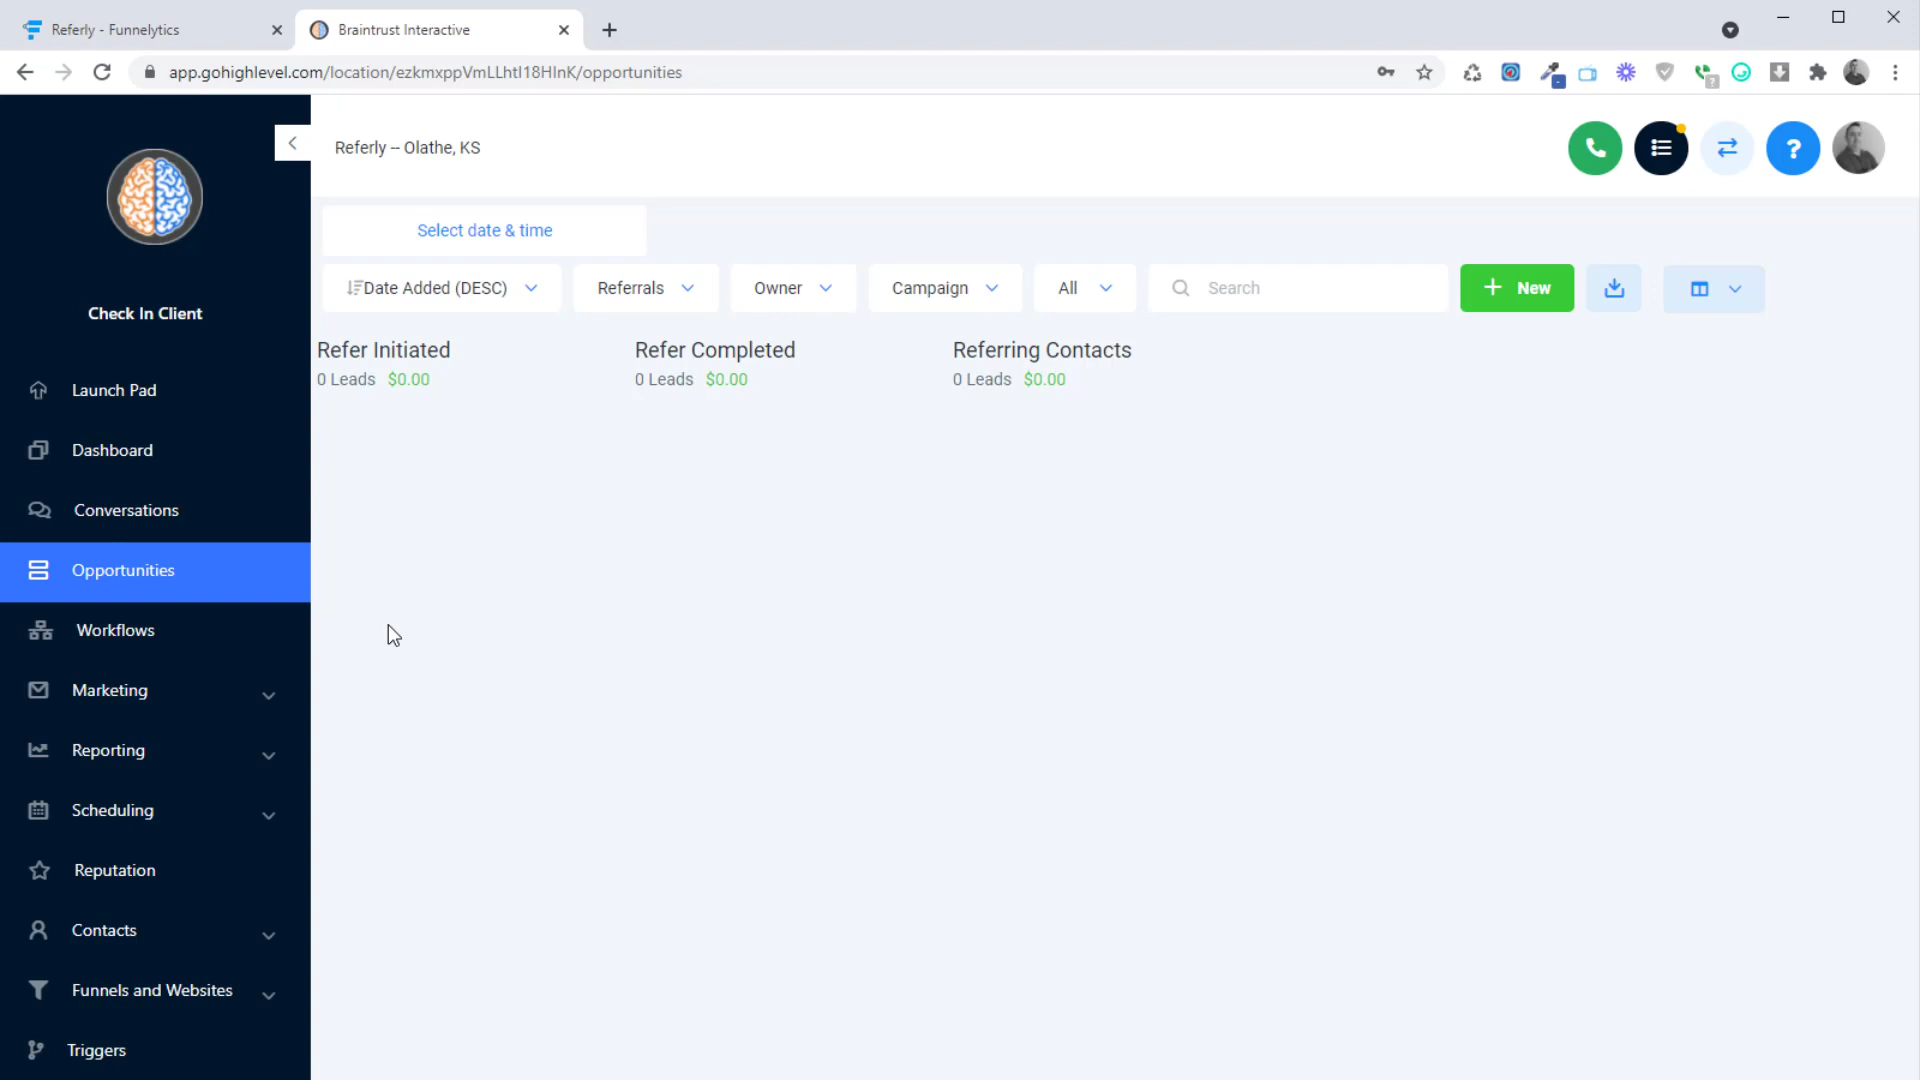 Referly - Funnelytics
Braintrust Interactive
app.gohighlevel.com/location/ezkmxppVmLLhtI18HInK/opportunities
Referly -- Olathe, KS
Check In Client
Launch Pad
Dashboard
Conversations
Opportunities
Workflows
Marketing
Reporting
Scheduling
Reputation
Contacts
Funnels and Websites
Triggers
Select date & time
Date Added (DESC)
Referrals
Owner
Campaign
All
Search
+ New
Refer Initiated
0 Leads $0.00
Refer Completed
0 Leads $0.00
Referring Contacts
0 Leads $0.00